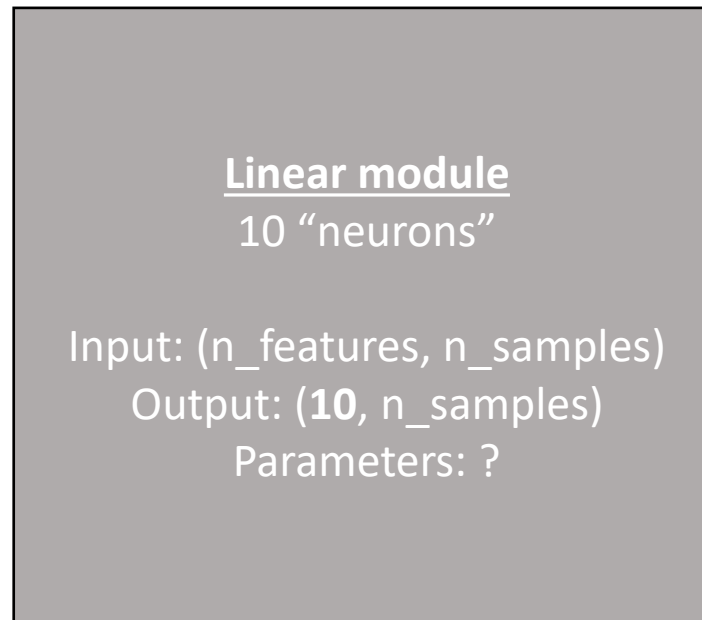 Linear module
10 “neurons”
Input: (n_features, n_samples)
Output: (10, n_samples)
Parameters: ?